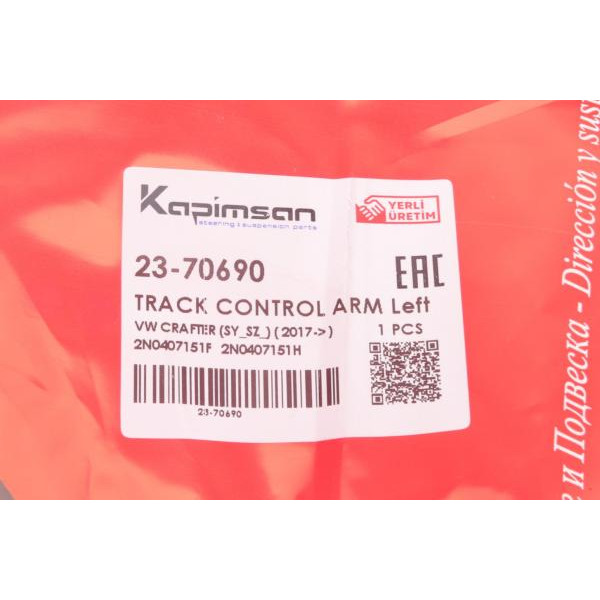 Kapimsan
steering & suspension parts
YERLİ
ÜRETİM
23-70690
EAC
TRACK CONTROL ARM Left
VW CRAFTER (SY_SZ_) (2017->)
1 PCS
2N0407151F 2N0407151H
23-70690
и Подвеска - Dirección y sus